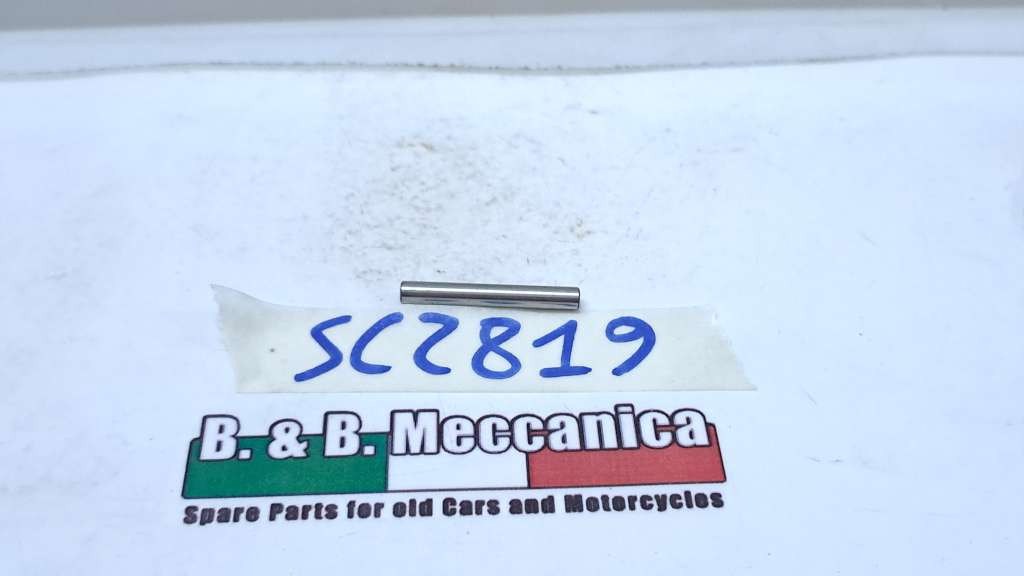 SC2819
B. & B. Meccanica
Spare Parts for old Cars and Motorcycles